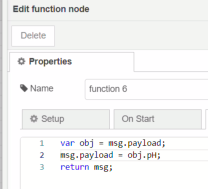 Edit function node
Delete
Properties
Name
function 6
Setup
On Start
1 var obj = msg.payload;
2 msg.payload = obj.pH;
3 return msg;